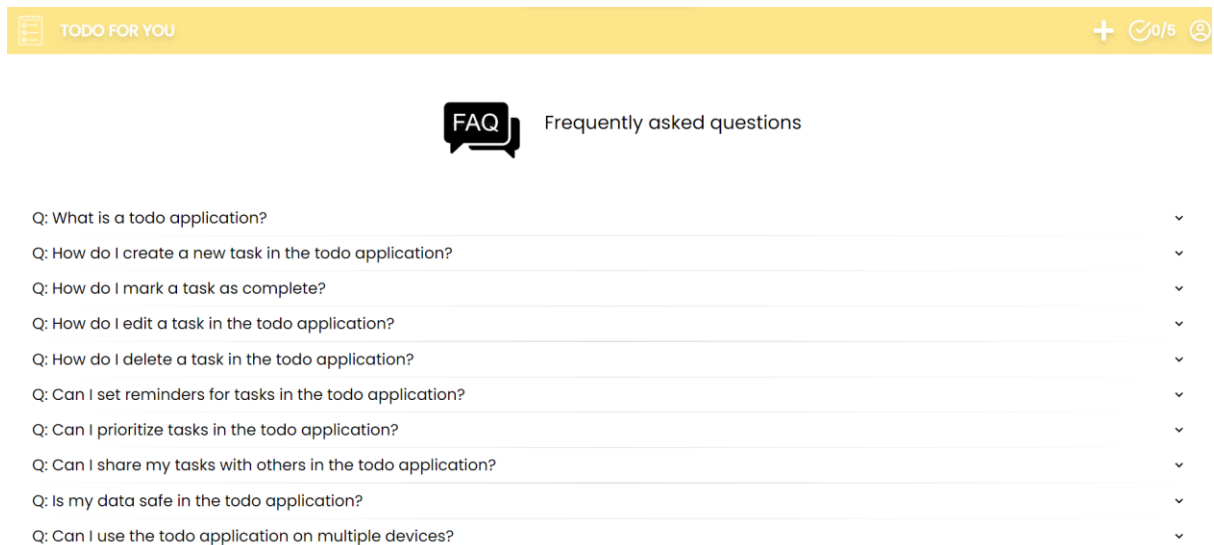 TODO FOR YOU 0/5
FAQ Frequently asked questions
Q: What is a todo application?
Q: How do I create a new task in the todo application?
Q: How do I mark a task as complete?
Q: How do I edit a task in the todo application?
Q: How do I delete a task in the todo application?
Q: Can I set reminders for tasks in the todo application?
Q: Can I prioritize tasks in the todo application?
Q: Can I share my tasks with others in the todo application?
Q: Is my data safe in the todo application?
Q: Can I use the todo application on multiple devices?